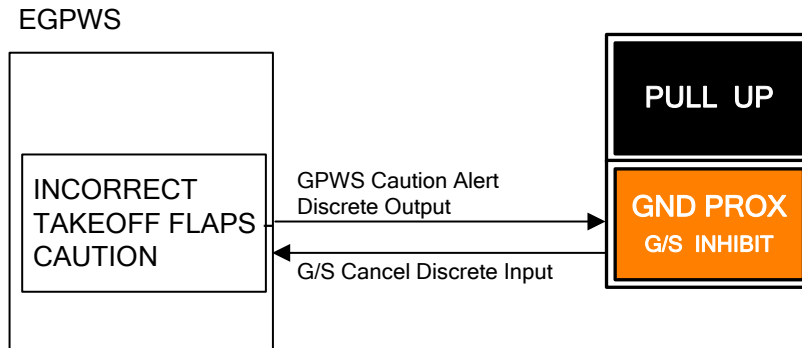 EGPWS
INCORRECT
TAKEOFF FLAPS
CAUTION
GPWS Caution Alert
Discrete Output
G/S Cancel Discrete Input
PULL UP
GND PROX
G/S INHIBIT